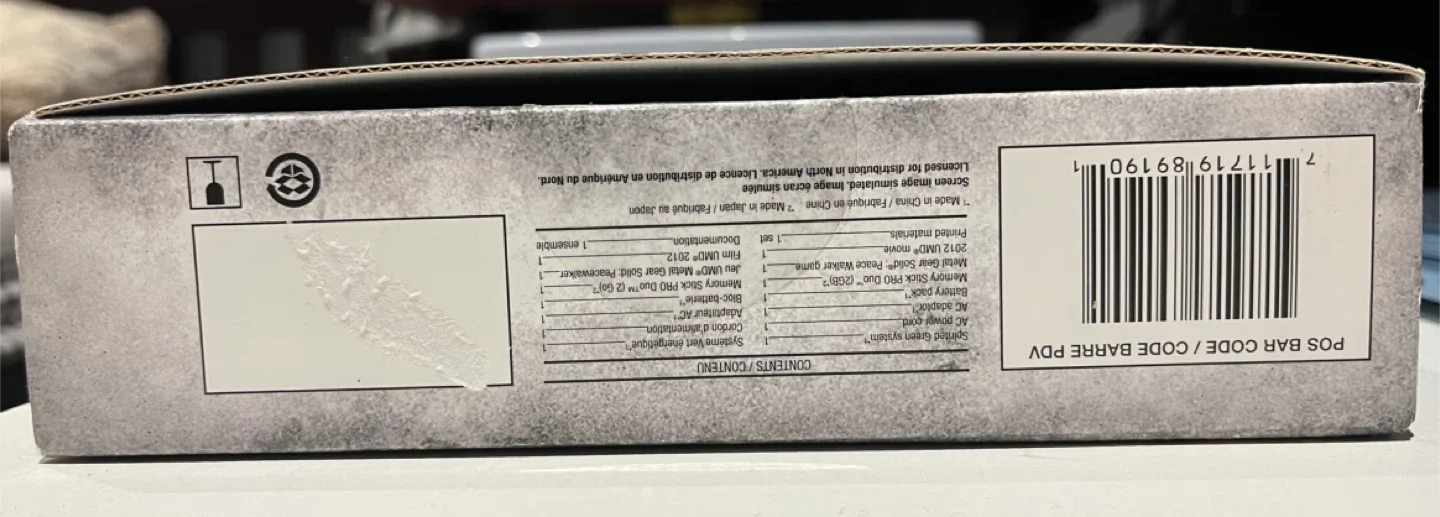 POS BAR CODE / CODE BARRE PDV
7 11719 89190 1
CONTENTS / CONTENU
Spirited Green system*¹ 1
AC power cord 1
AC adaptor*¹ 1
Battery pack*¹ 1
Memory Stick PRO Duo™ (2GB)*² 1
Metal Gear Solid®: Peace Walker game 1
2012 UMD® movie 1
Printed materials 1 set
Système Vert énergétique*¹ 1
Cordon d'alimentation 1
Adaptateur AC*¹ 1
Bloc-batterie*¹ 1
Memory Stick PRO Duo™ (2 Go)*² 1
Jeu UMD® Metal Gear Solid: Peacewalker 1
Film UMD® 2012 1
Documentation 1 ensemble
*¹ Made in China / Fabriqué en Chine *² Made in Japan / Fabriqué au Japon
Screen image simulated. Image écran simulée
Licensed for distribution in North America. Licence de distribution en Amérique du Nord.